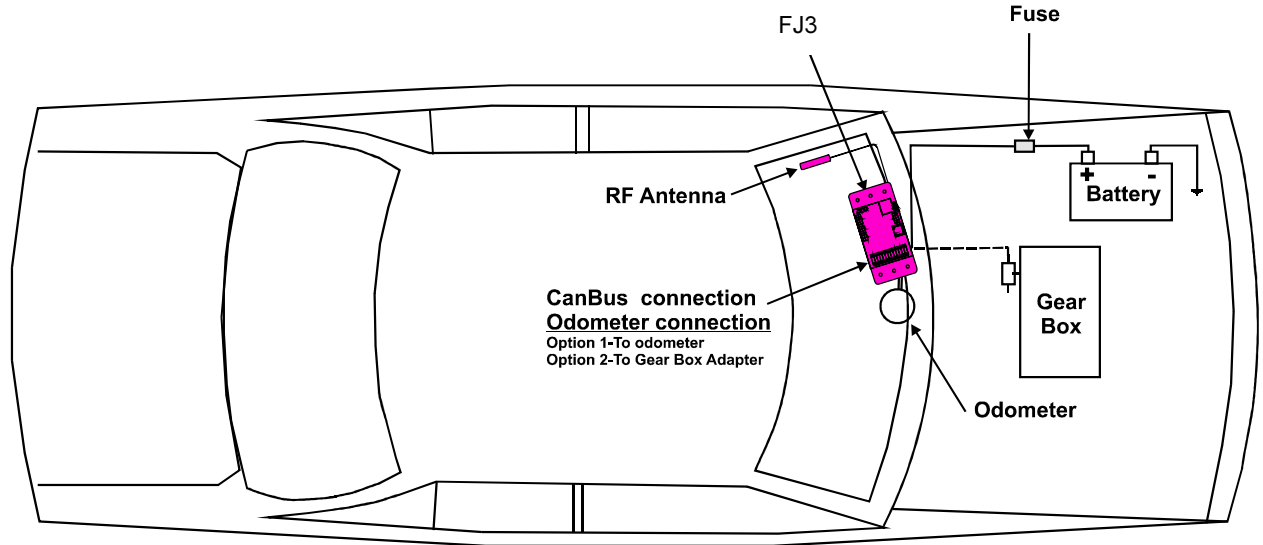 Fuse
FJ3
RF Antenna
+ -
Battery
CanBus connection
Odometer connection
Option 1-To odometer
Option 2-To Gear Box Adapter
Gear
Box
Odometer